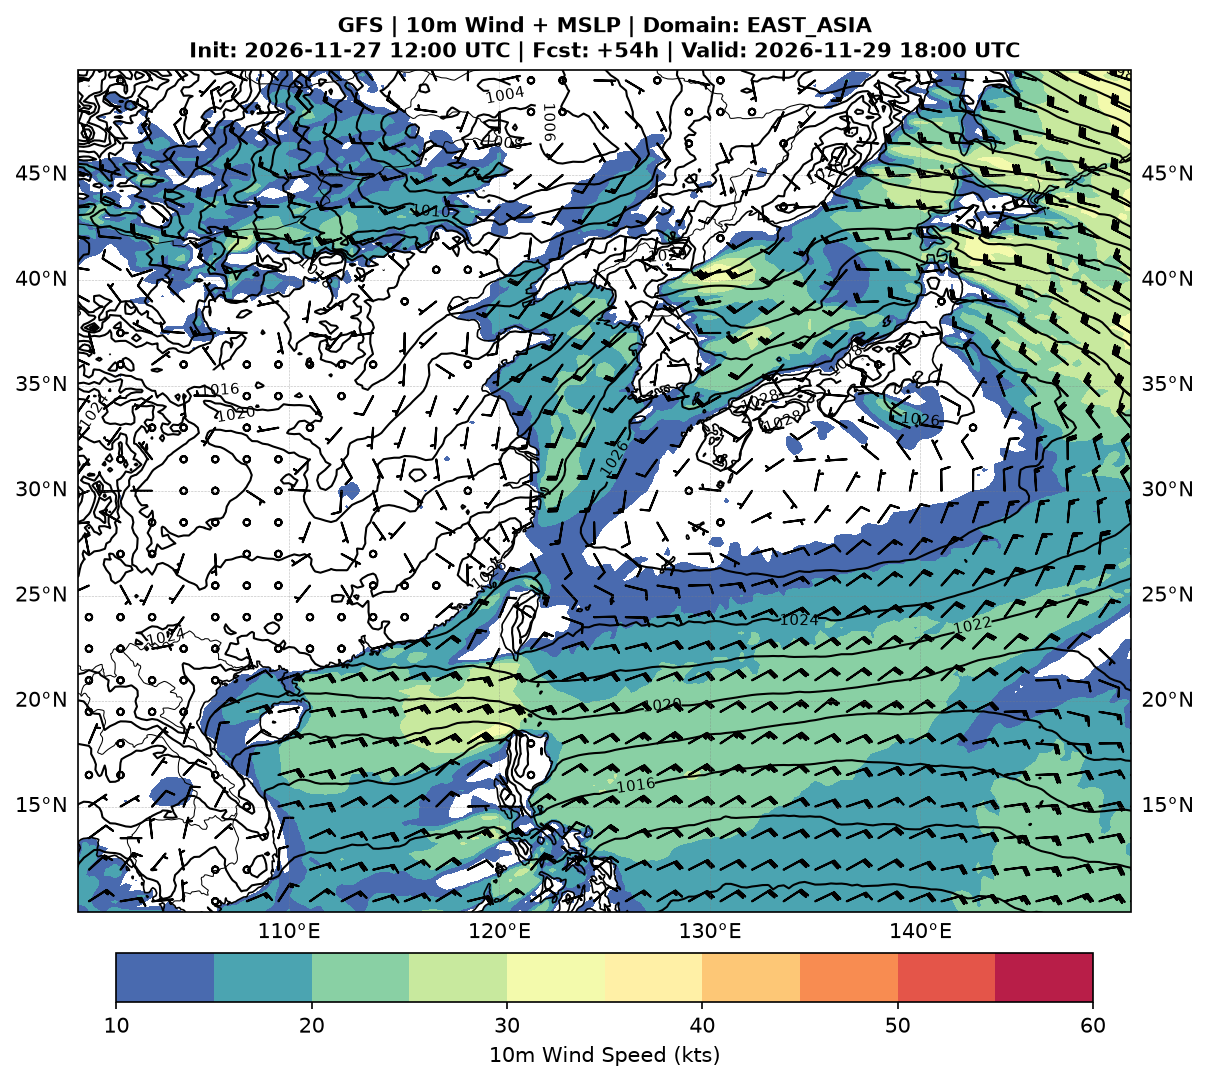 GFS | 10m Wind + MSLP | Domain: EAST_ASIA
Init: 2026-11-27 12:00 UTC | Fcst: +54h | Valid: 2026-11-29 18:00 UTC
1004
1006
1008
45°N
45°N
1010
1020
40°N
40°N
1016
1020
35°N
35°N
1028
1028
1026
1026
30°N
30°N
25°N
25°N
1024
1022
1024
20°N
20°N
1020
1016
15°N
15°N
110°E
120°E
130°E
140°E
10
20
30
40
50
60
10m Wind Speed (kts)